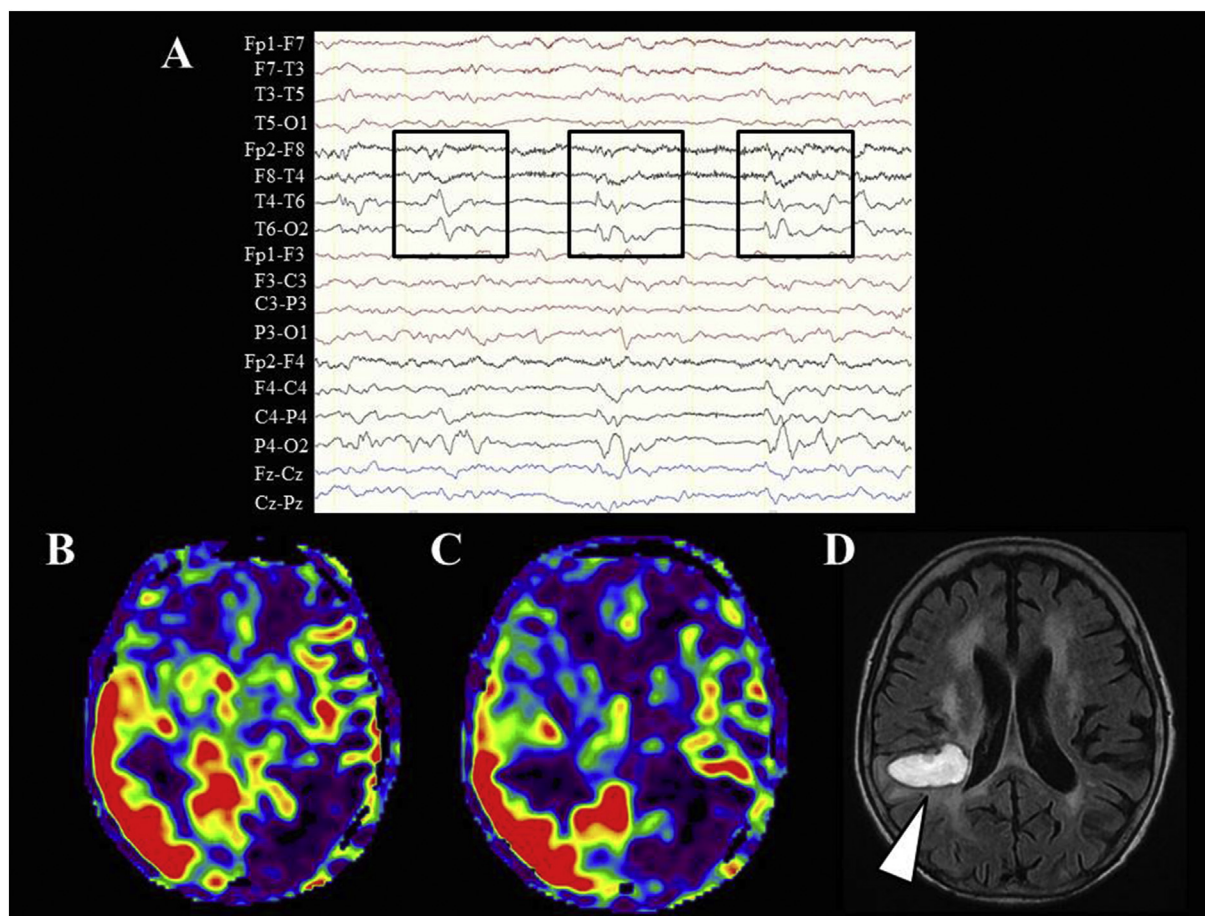 A
Fp1-F7
F7-T3
T3-T5
T5-O1
Fp2-F8
F8-T4
T4-T6
T6-O2
Fp1-F3
F3-C3
C3-P3
P3-O1
Fp2-F4
F4-C4
C4-P4
P4-O2
Fz-Cz
Cz-Pz
B
C
D